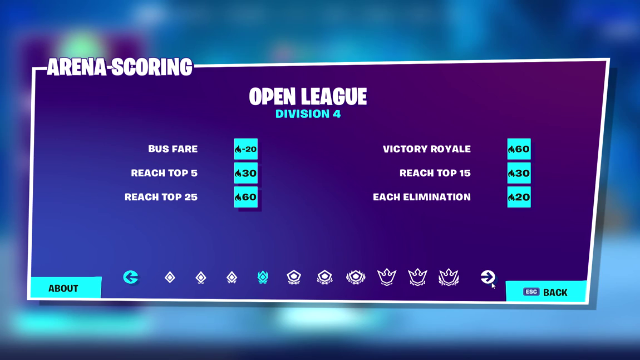 ARENA-SCORING
OPEN LEAGUE
DIVISION 4
BUS FARE -20
VICTORY ROYALE 60
REACH TOP 5 30
REACH TOP 15 30
REACH TOP 25 60
EACH ELIMINATION 20
ABOUT
ESC BACK